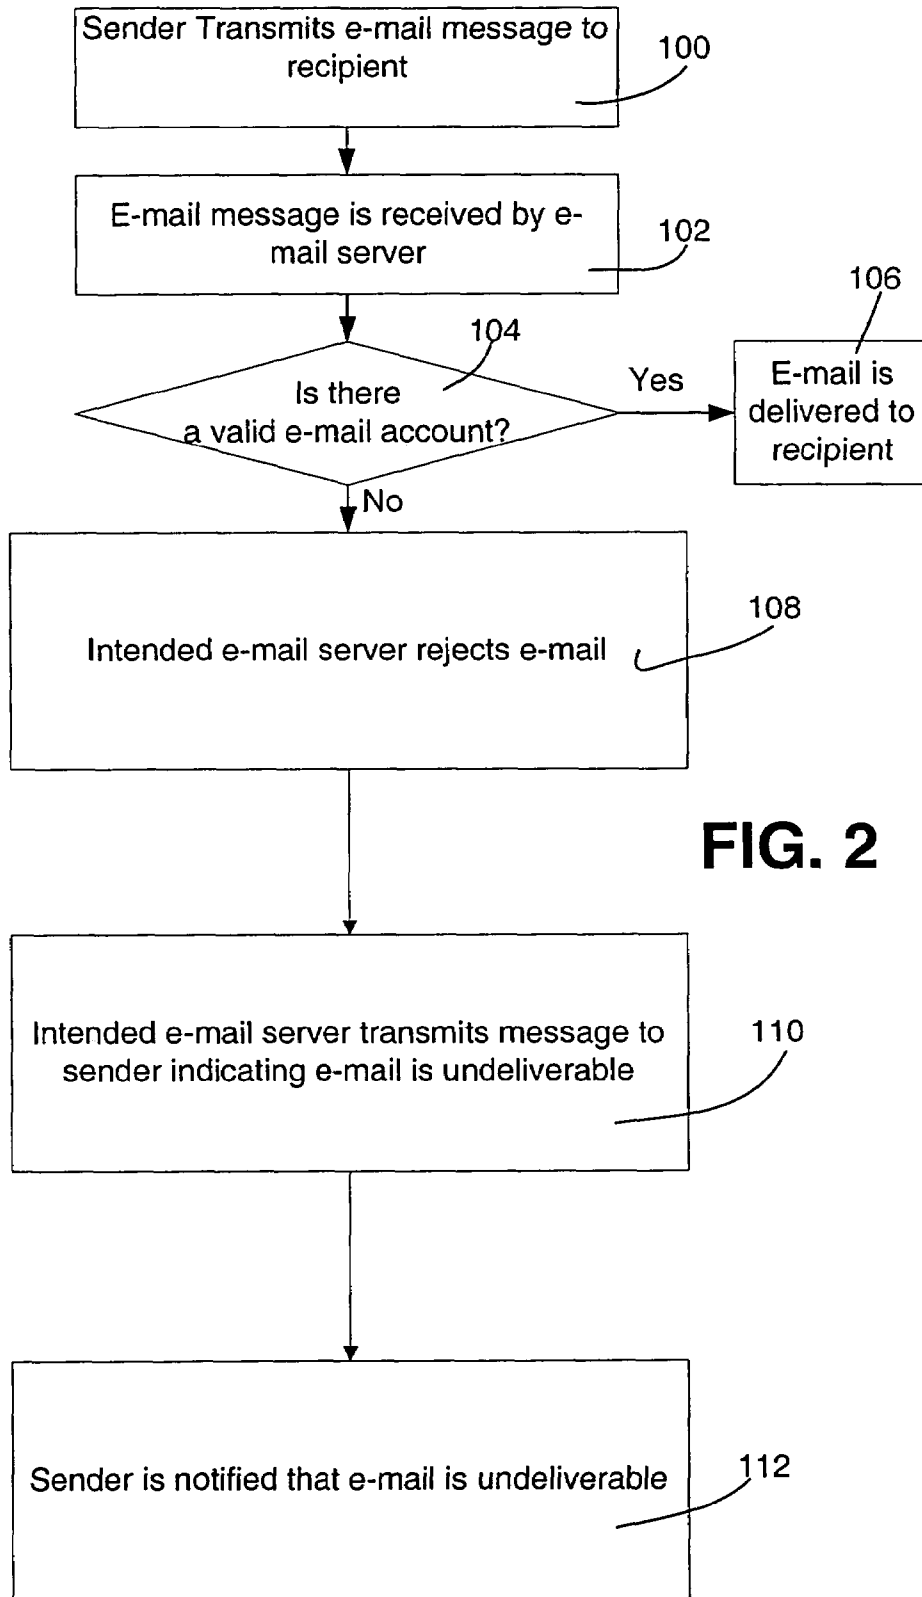 Sender Transmits e-mail message to
recipient
100
E-mail message is received by e-
mail server
102
104
Is there
a valid e-mail account?
Yes
106
E-mail is
delivered to
recipient
No
Intended e-mail server rejects e-mail
108
FIG. 2
Intended e-mail server transmits message to
sender indicating e-mail is undeliverable
110
Sender is notified that e-mail is undeliverable
112